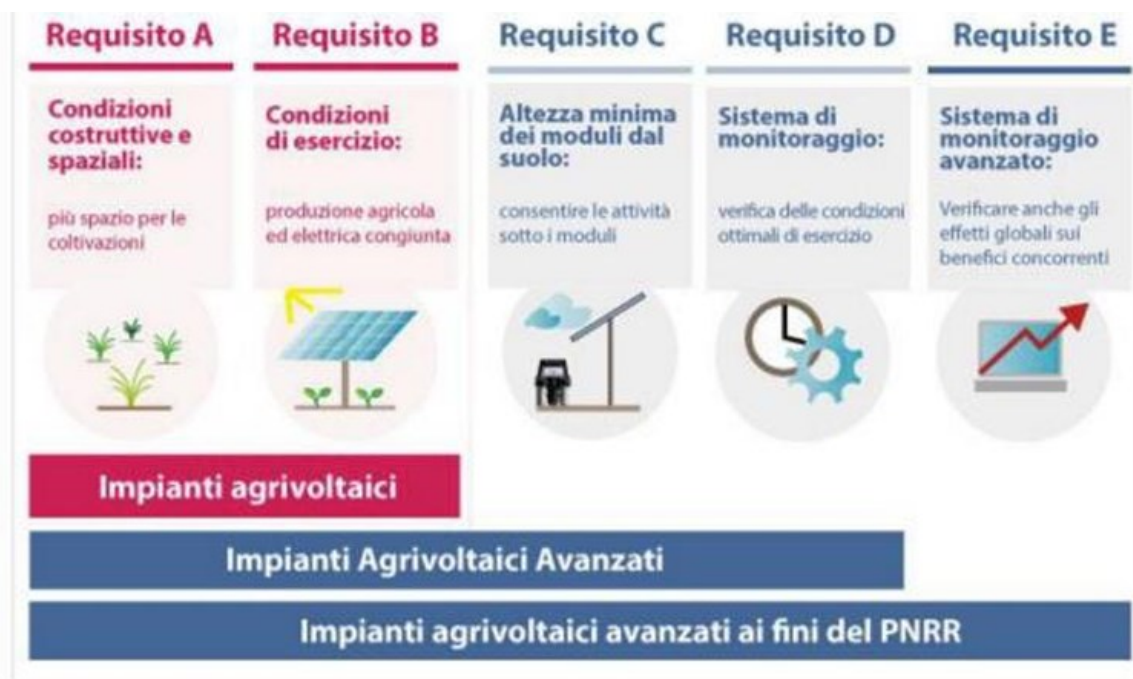 Requisito A
Requisito B
Requisito C
Requisito D
Requisito E
Condizioni
costruttive e
spaziali:
più spazio per le
coltivazioni
Condizioni
di esercizio:
produzione agricola
ed elettrica congiunta
Altezza minima
dei moduli dal
suolo:
consentire le attività
sotto i moduli
Sistema di
monitoraggio:
verifica delle condizioni
ottimali di esercizio
Sistema di
monitoraggio
avanzato:
Verificare anche gli
effetti globali sui
benefici concorrenti
Impianti agrivoltaici
Impianti Agrivoltaici Avanzati
Impianti agrivoltaici avanzati ai fini del PNRR